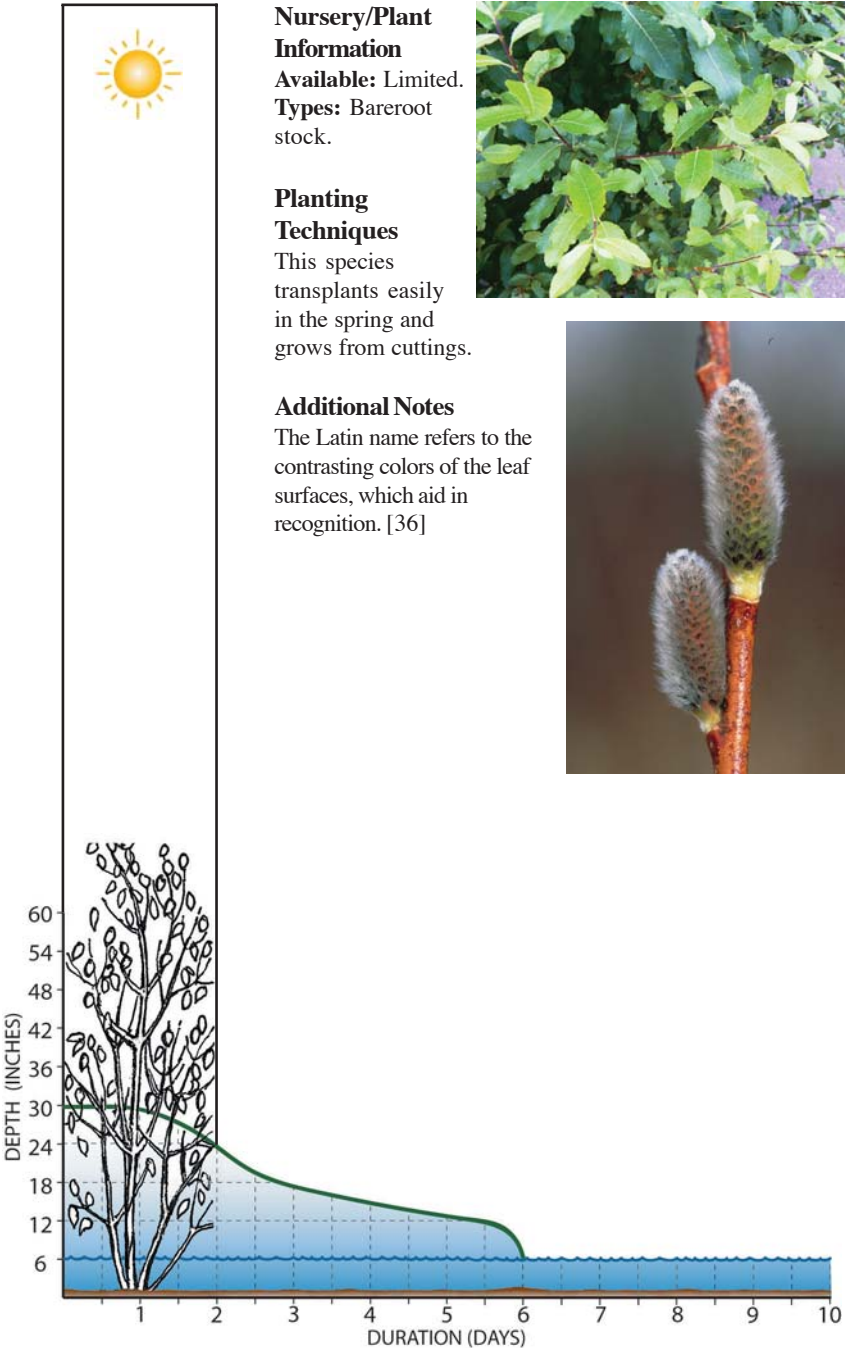 Nursery/Plant
Information
Available: Limited.
Types: Bareroot
stock.
Planting
Techniques
This species
transplants easily
in the spring and
grows from cuttings.
Additional Notes
The Latin name refers to the
contrasting colors of the leaf
surfaces, which aid in
recognition. [36]
DEPTH (INCHES)
60
54
48
42
36
30
24
18
12
6
1 2 3 4 5 6 7 8 9 10
DURATION (DAYS)